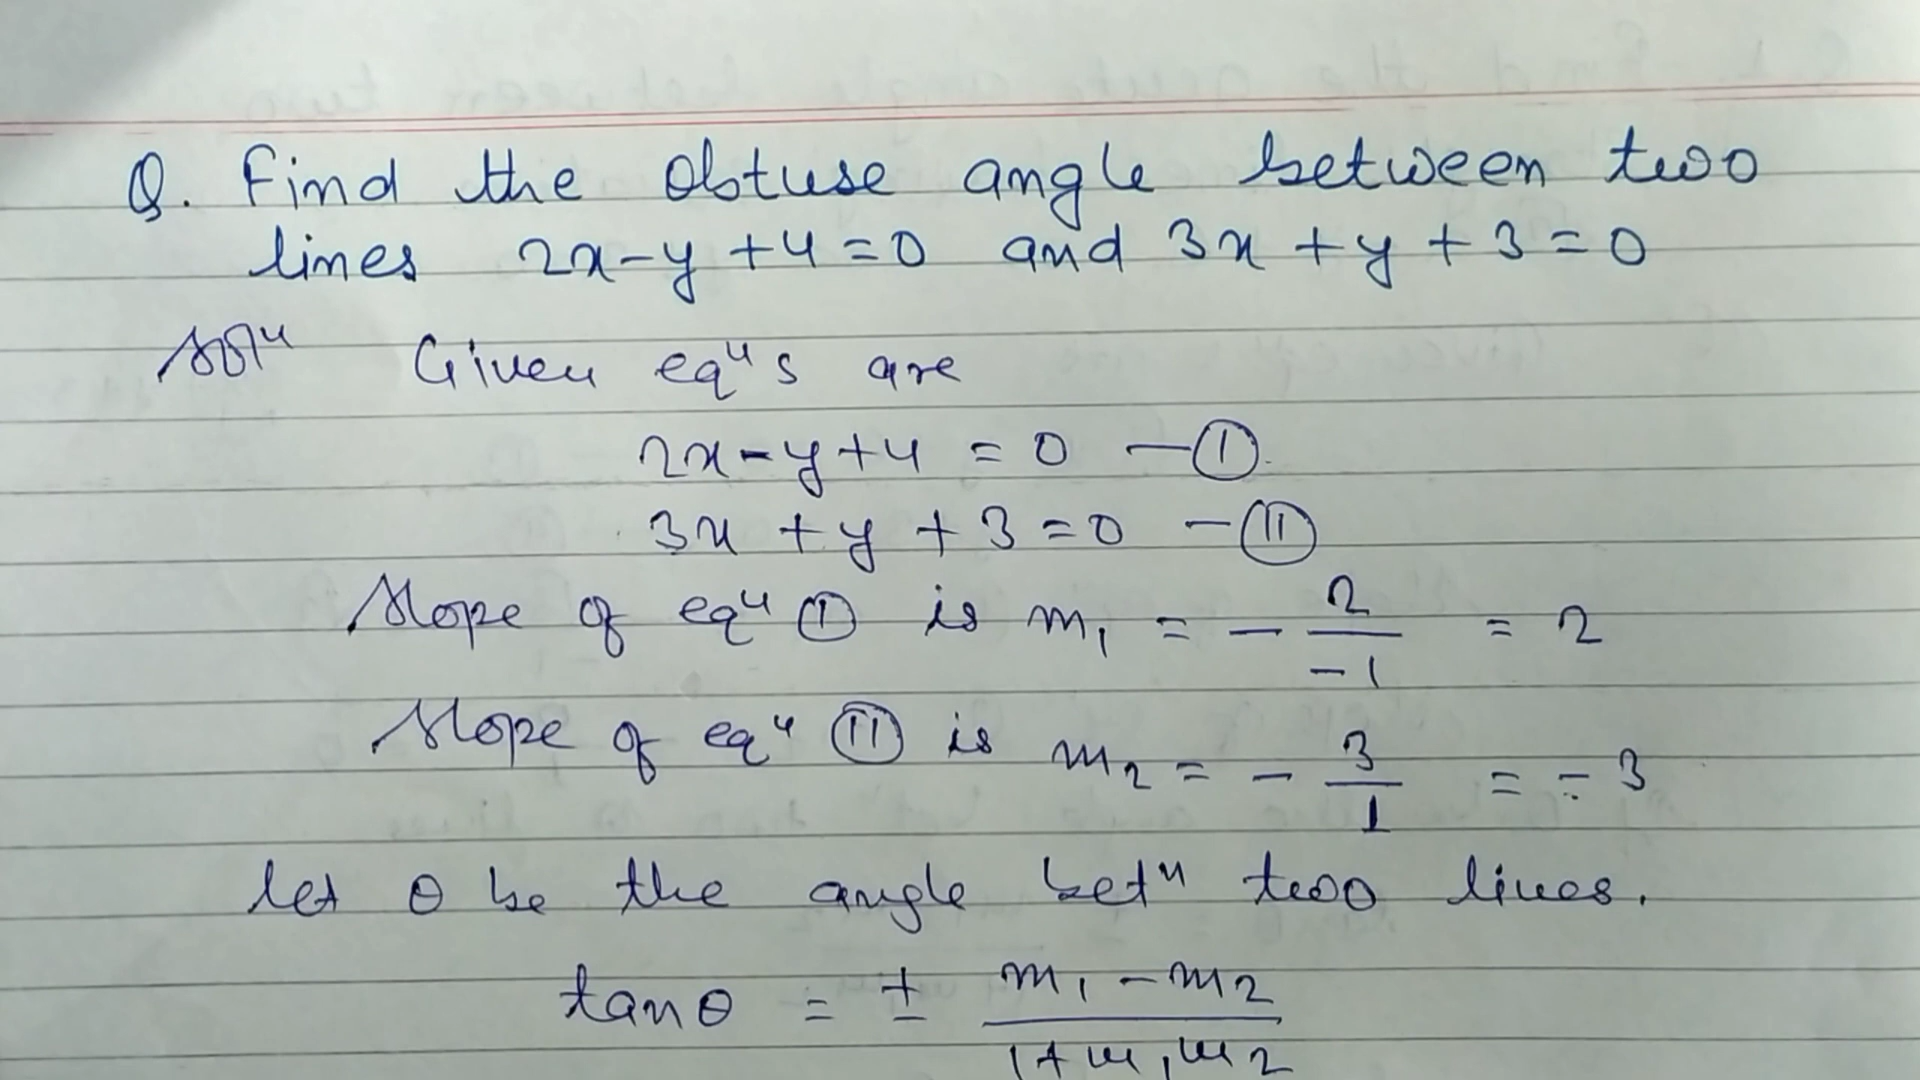 Q. Find the obtuse angle between two
lines 2x-y+4=0 and 3x+y+3=0
Solⁿ Given eqⁿs are
2x-y+4 = 0 —(I)
3x+y+3=0 —(II)
Slope of eqⁿ (I) is m₁ = - 2/-1 = 2
Slope of eqⁿ (II) is m₂ = - 3/1 = -3
let θ be the angle betⁿ two lines.
tanθ = ± m₁-m₂/1+m₁m₂